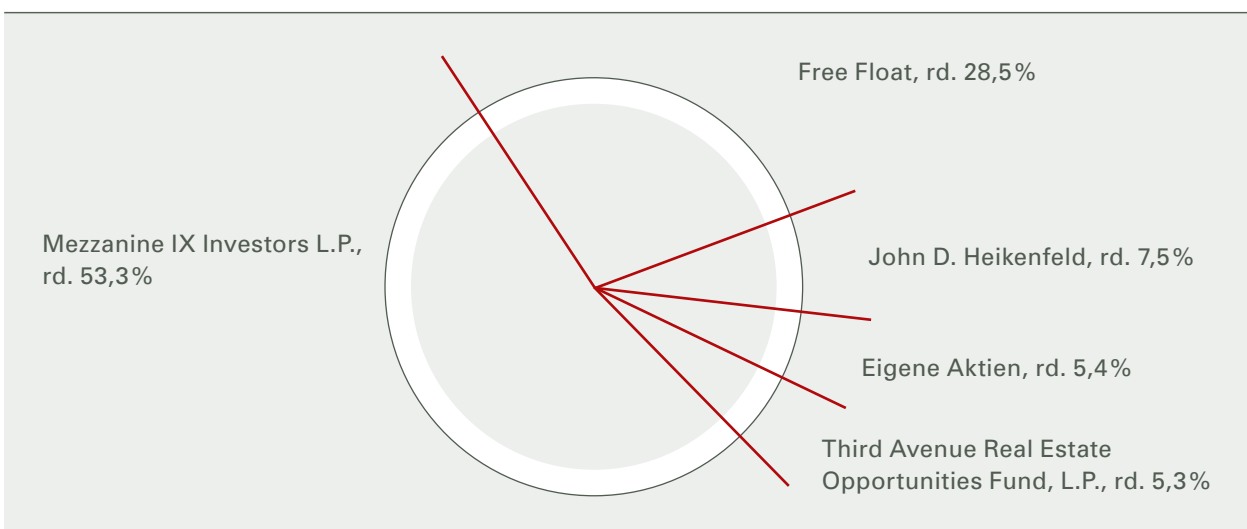 Free Float, rd. 28,5%
Mezzanine IX Investors L.P.,
rd. 53,3%
John D. Heikenfeld, rd. 7,5%
Eigene Aktien, rd. 5,4%
Third Avenue Real Estate
Opportunities Fund, L.P., rd. 5,3%